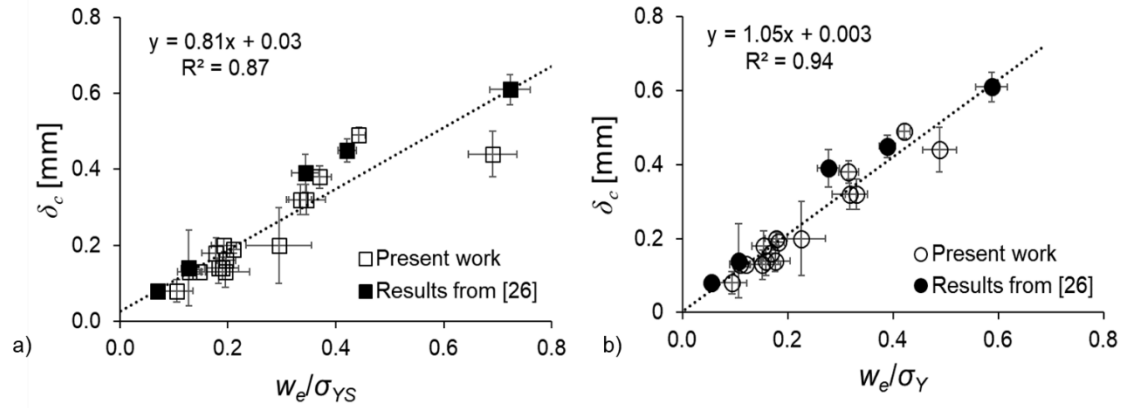 y = 0.81x + 0.03
R² = 0.87
0.8
0.6
0.4
0.2
0.0
δc [mm]
Present work
Results from [26]
a)
0.0 0.2 0.4 0.6 0.8
we/σYS
y = 1.05x + 0.003
R² = 0.94
0.8
0.6
0.4
0.2
0.0
δc [mm]
Present work
Results from [26]
b)
0.0 0.2 0.4 0.6 0.8
we/σY